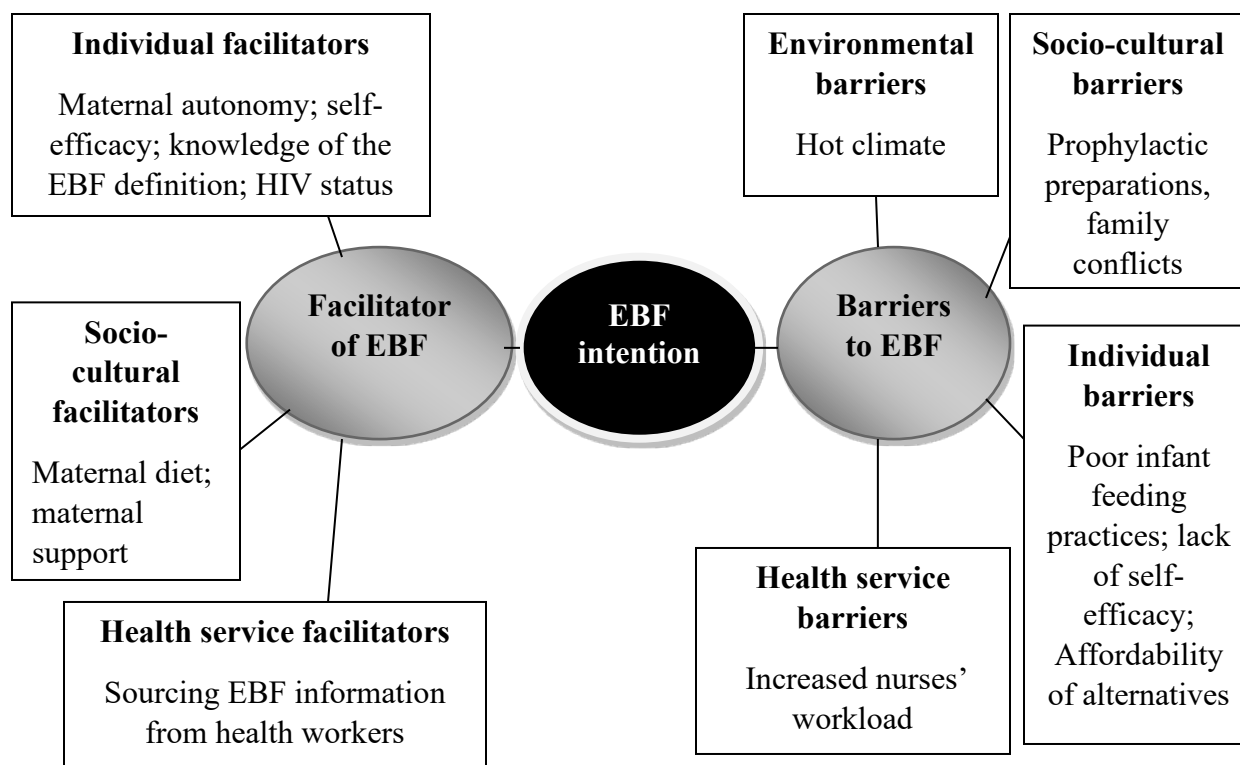 Individual facilitators
Maternal autonomy; self-
efficacy; knowledge of the
EBF definition; HIV status
Environmental
barriers
Hot climate
Socio-cultural
barriers
Prophylactic
preparations,
family
conflicts
Facilitator
of EBF
EBF
intention
Barriers
to EBF
Socio-
cultural
facilitators
Maternal diet;
maternal
support
Individual
barriers
Poor infant
feeding
practices; lack
of self-
efficacy;
Affordability
of alternatives
Health service facilitators
Sourcing EBF information
from health workers
Health service
barriers
Increased nurses’
workload